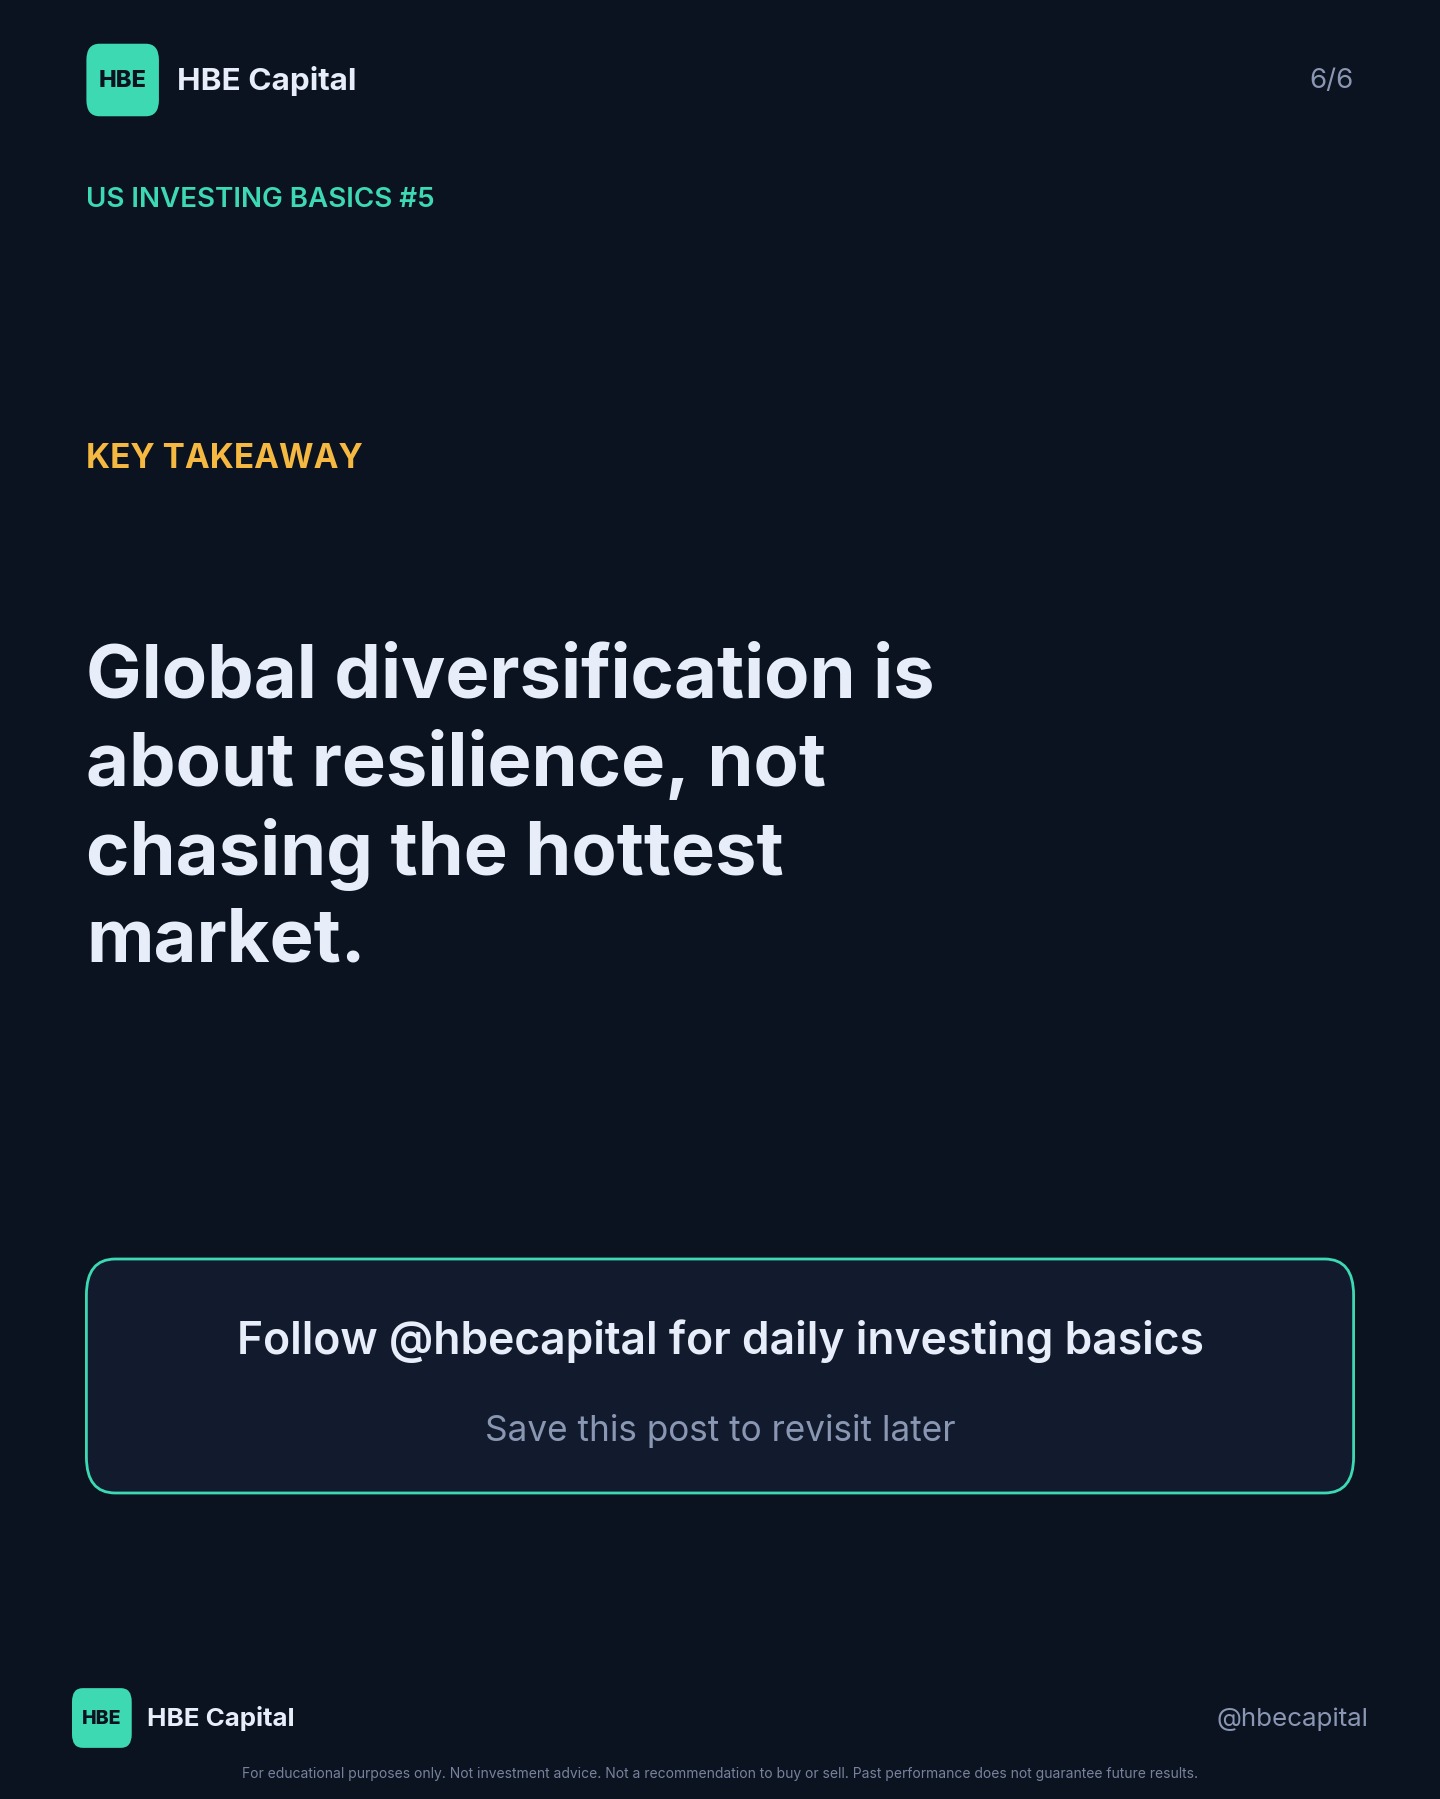 HBE
HBE Capital
6/6
US INVESTING BASICS #5
KEY TAKEAWAY
Global diversification is
about resilience, not
chasing the hottest
market.
Follow @hbecapital for daily investing basics
Save this post to revisit later
HBE
HBE Capital
@hbecapital
For educational purposes only. Not investment advice. Not a recommendation to buy or sell. Past performance does not guarantee future results.